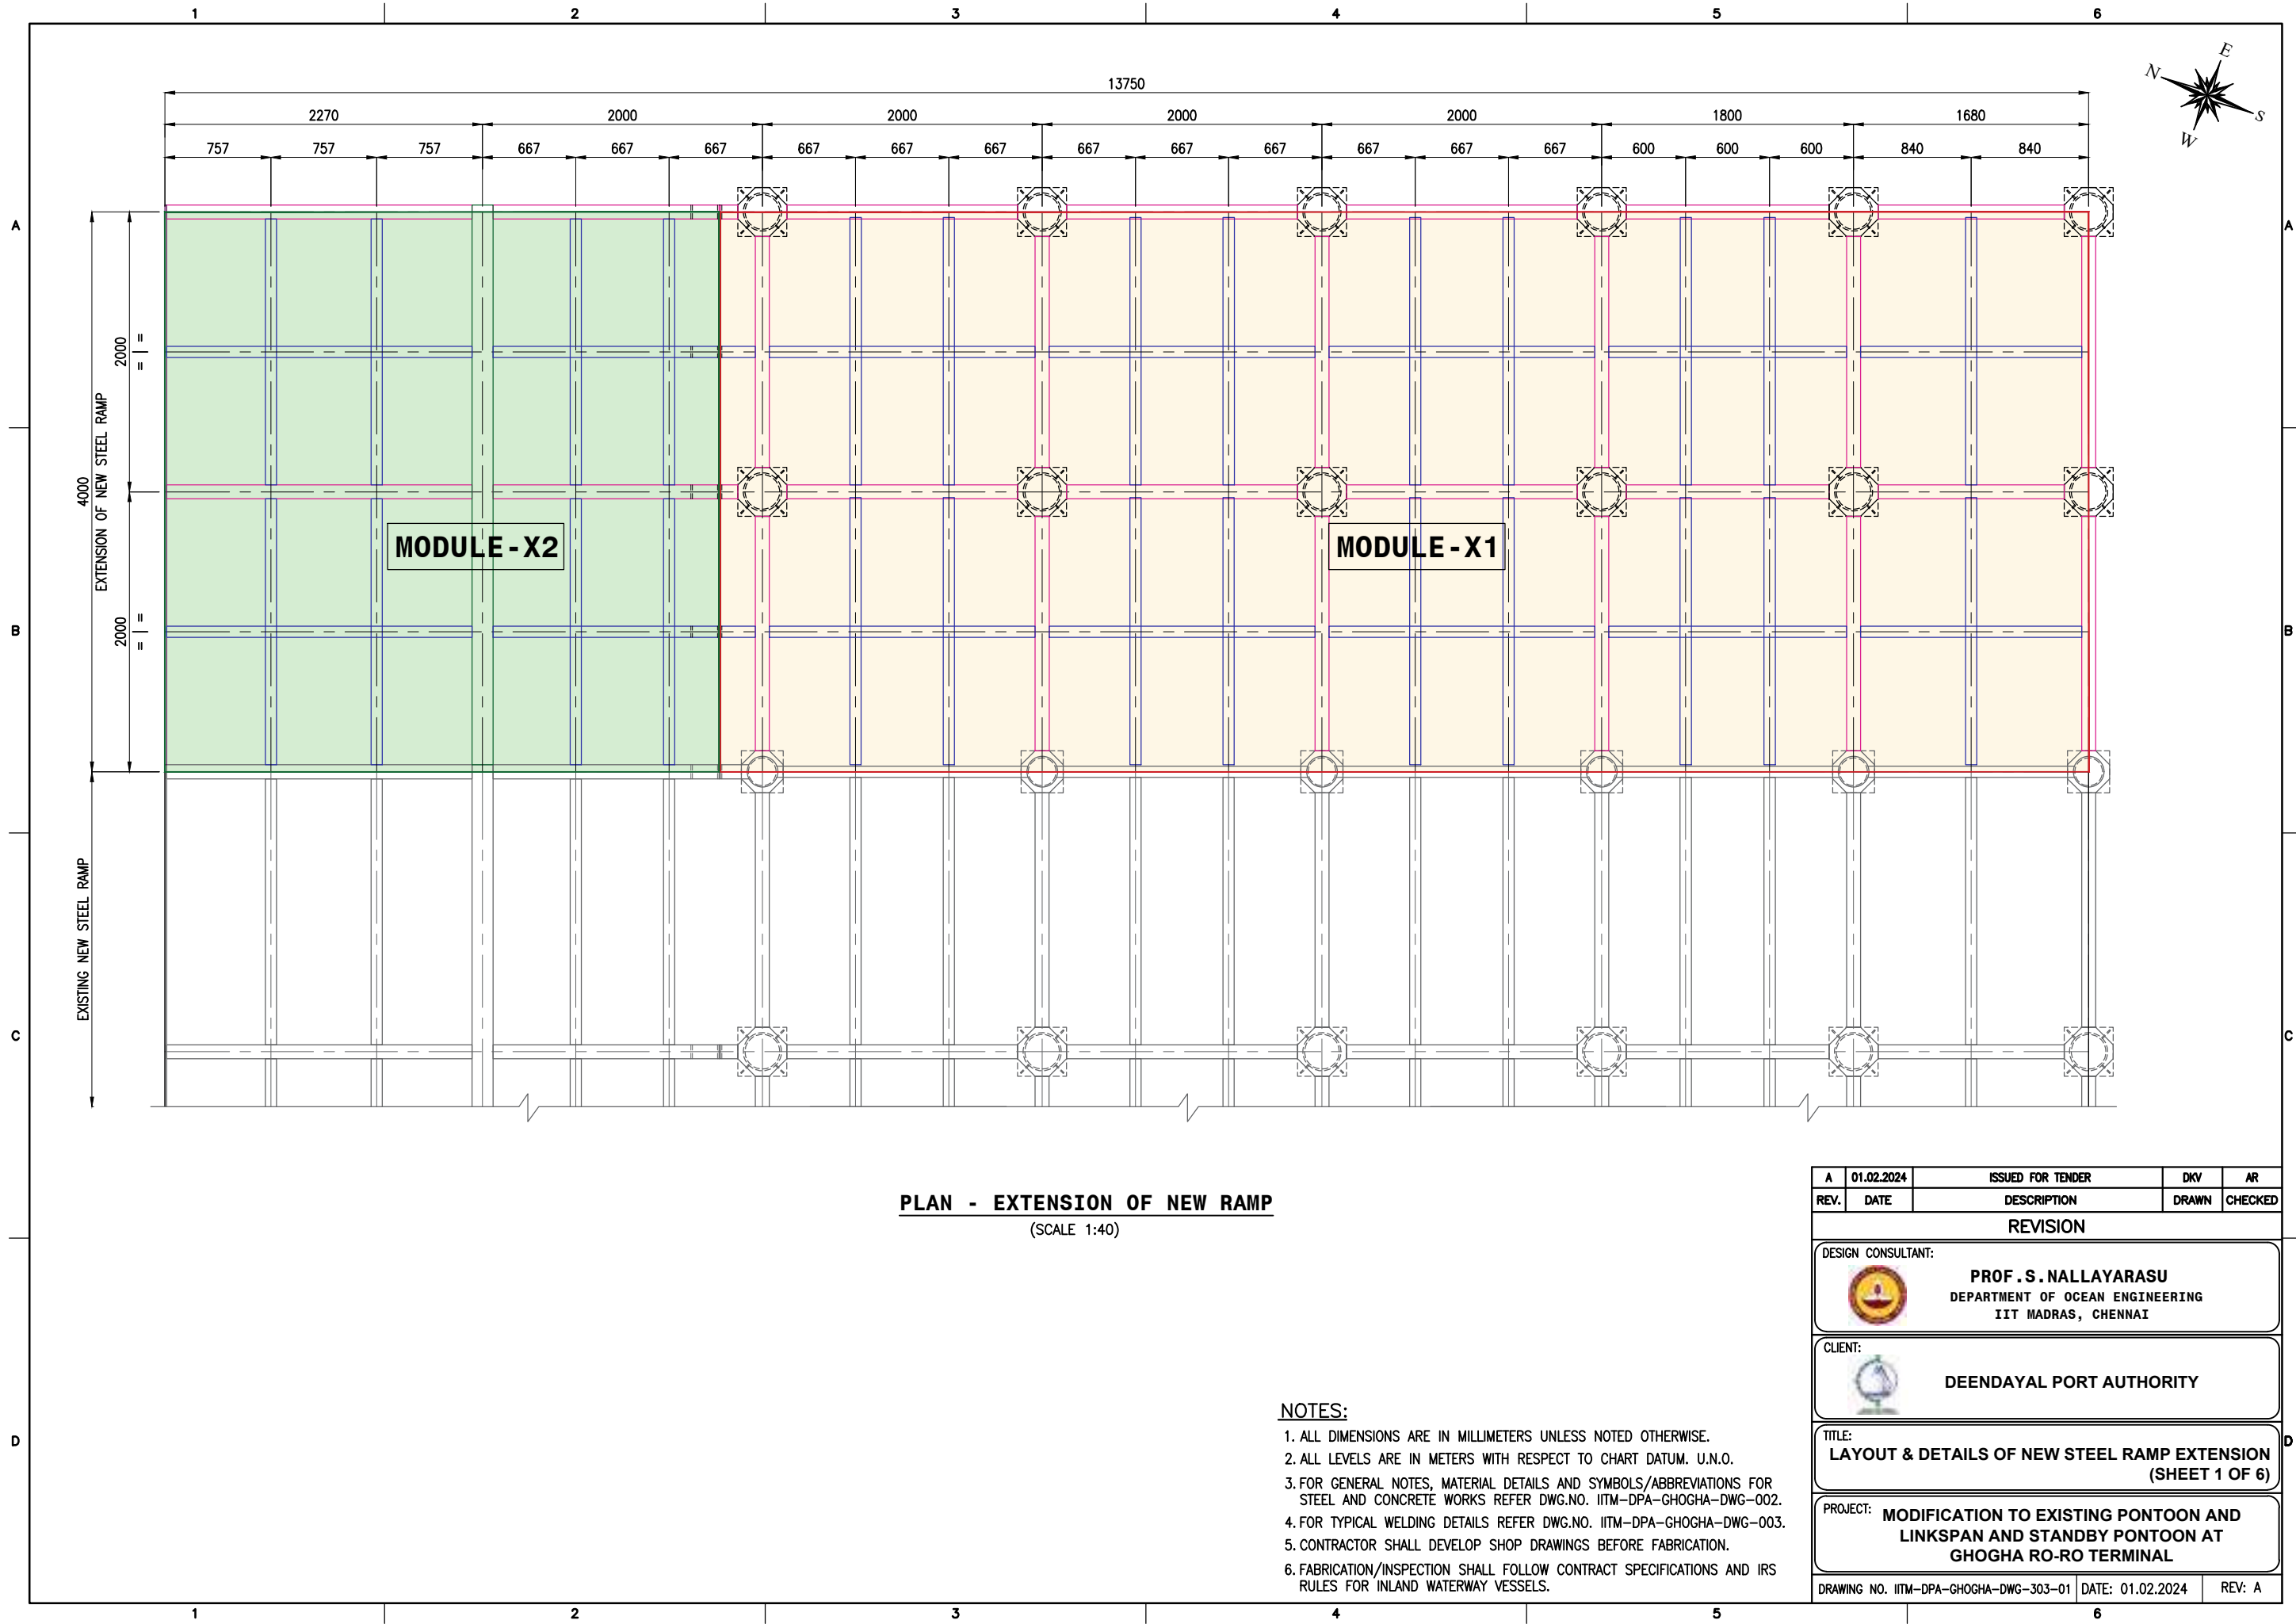 1 2 3 4 5 6
E
N
S
W
13750
2270 2000 2000 2000 2000 1800 1680
757 757 757 667 667 667 667 667 667 667 667 667 667 667 667 600 600 600 840 840
A A
2000
=
=
4000
EXTENSION OF NEW STEEL RAMP
MODULE-X2 MODULE-X1
B B
2000
=
=
EXISTING NEW STEEL RAMP
C C
PLAN - EXTENSION OF NEW RAMP
(SCALE 1:40)
D D
NOTES:
1. ALL DIMENSIONS ARE IN MILLIMETERS UNLESS NOTED OTHERWISE.
2. ALL LEVELS ARE IN METERS WITH RESPECT TO CHART DATUM. U.N.O.
3. FOR GENERAL NOTES, MATERIAL DETAILS AND SYMBOLS/ABBREVIATIONS FOR
STEEL AND CONCRETE WORKS REFER DWG.NO. IITM-DPA-GHOGHA-DWG-002.
4. FOR TYPICAL WELDING DETAILS REFER DWG.NO. IITM-DPA-GHOGHA-DWG-003.
5. CONTRACTOR SHALL DEVELOP SHOP DRAWINGS BEFORE FABRICATION.
6. FABRICATION/INSPECTION SHALL FOLLOW CONTRACT SPECIFICATIONS AND IRS
RULES FOR INLAND WATERWAY VESSELS.
A 01.02.2024 ISSUED FOR TENDER DKV AR
REV. DATE DESCRIPTION DRAWN CHECKED
REVISION
DESIGN CONSULTANT:
PROF.S.NALLAYARASU
DEPARTMENT OF OCEAN ENGINEERING
IIT MADRAS, CHENNAI
CLIENT:
DEENDAYAL PORT AUTHORITY
TITLE:
LAYOUT & DETAILS OF NEW STEEL RAMP EXTENSION
(SHEET 1 OF 6)
PROJECT: MODIFICATION TO EXISTING PONTOON AND
LINKSPAN AND STANDBY PONTOON AT
GHOGHA RO-RO TERMINAL
DRAWING NO. IITM-DPA-GHOGHA-DWG-303-01 DATE: 01.02.2024 REV: A
1 2 3 4 5 6